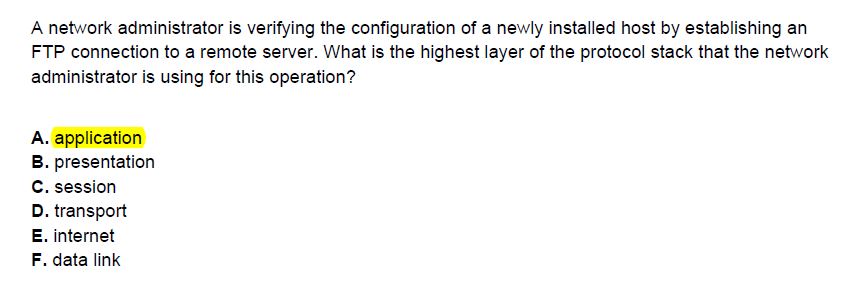 A network administrator is verifying the configuration of a newly installed host by establishing an
FTP connection to a remote server. What is the highest layer of the protocol stack that the network
administrator is using for this operation?
A. application
B. presentation
C. session
D. transport
E. internet
F. data link